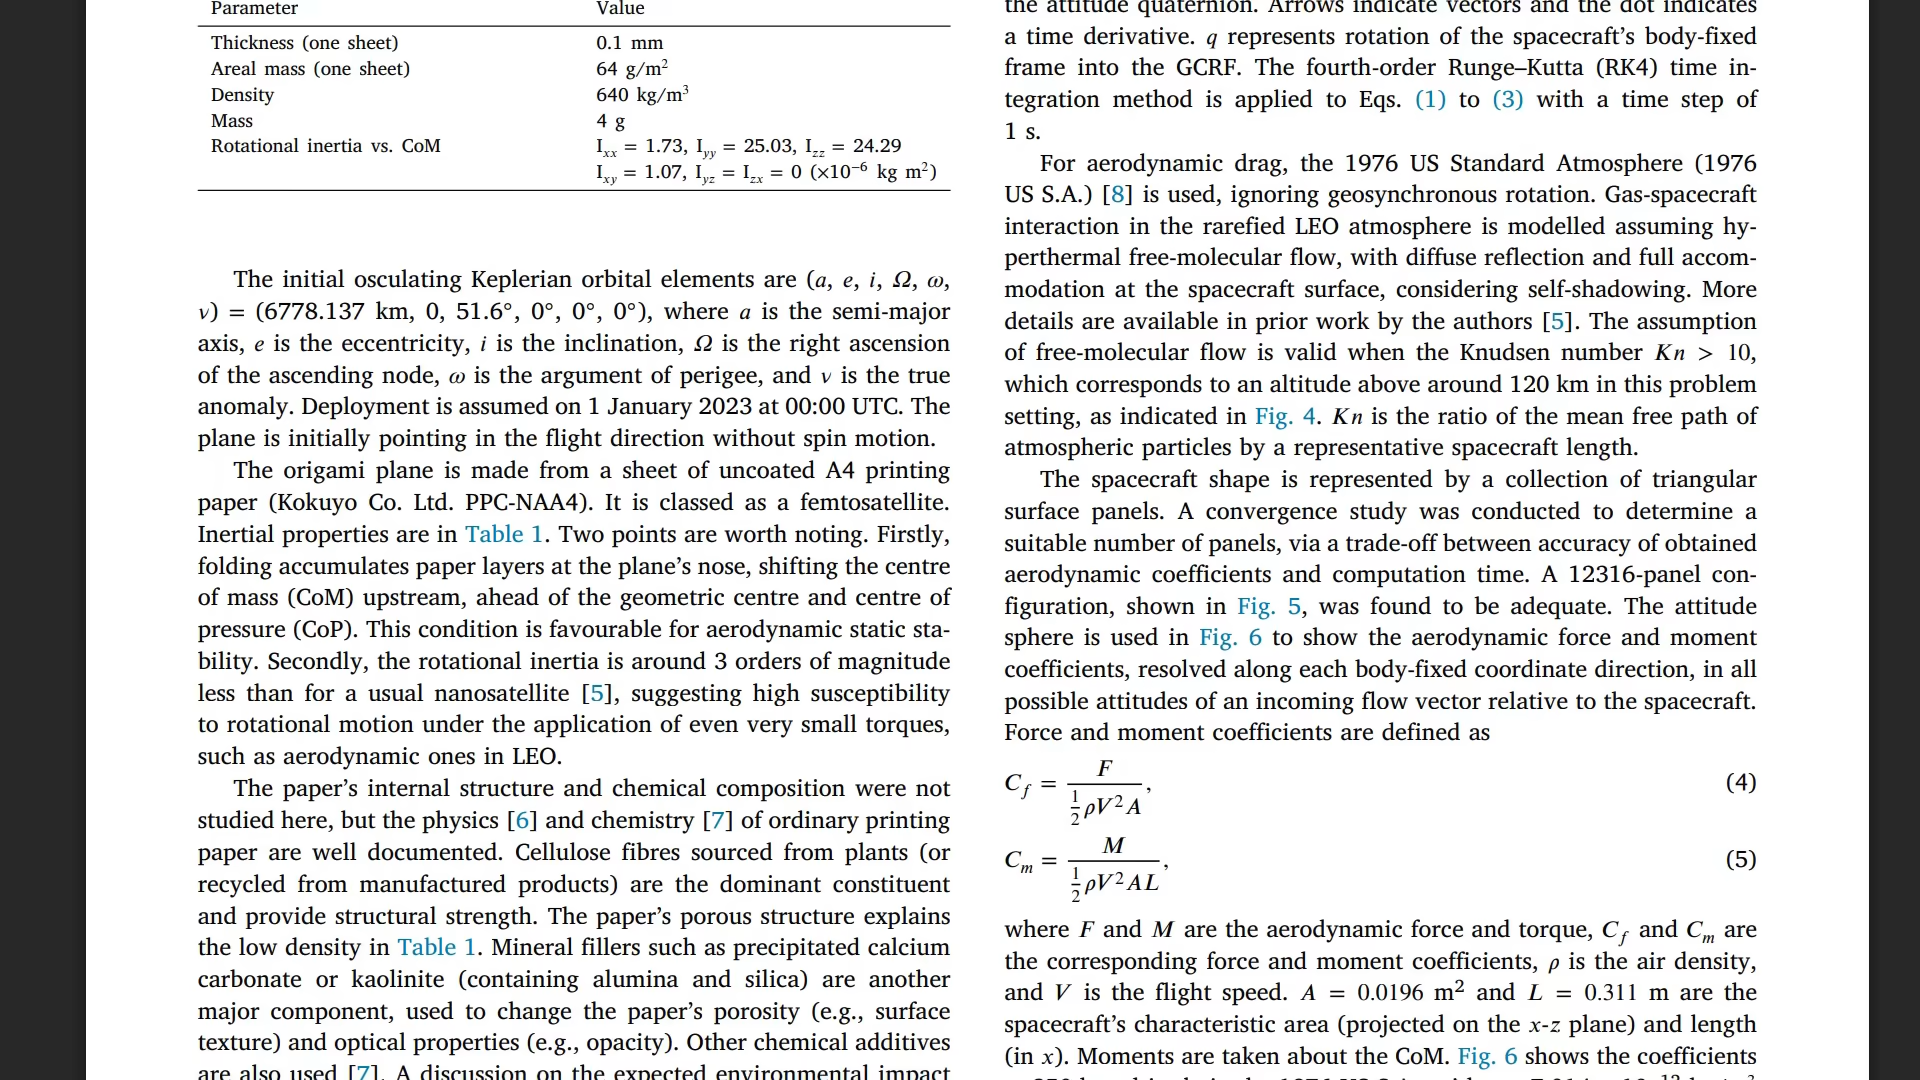 Parameter Value
Thickness (one sheet) 0.1 mm
Areal mass (one sheet) 64 g/m²
Density 640 kg/m³
Mass 4 g
Rotational inertia vs. CoM Iₓₓ = 1.73, I_yy = 25.03, I_zz = 24.29
I_xy = 1.07, I_yz = I_zx = 0 (×10⁻⁶ kg m²)
The initial osculating Keplerian orbital elements are (a, e, i, Ω, ω,
ν) = (6778.137 km, 0, 51.6°, 0°, 0°, 0°), where a is the semi-major
axis, e is the eccentricity, i is the inclination, Ω is the right ascension
of the ascending node, ω is the argument of perigee, and ν is the true
anomaly. Deployment is assumed on 1 January 2023 at 00:00 UTC. The
plane is initially pointing in the flight direction without spin motion.
The origami plane is made from a sheet of uncoated A4 printing
paper (Kokuyo Co. Ltd. PPC-NAA4). It is classed as a femtosatellite.
Inertial properties are in Table 1. Two points are worth noting. Firstly,
folding accumulates paper layers at the plane's nose, shifting the centre
of mass (CoM) upstream, ahead of the geometric centre and centre of
pressure (CoP). This condition is favourable for aerodynamic static sta-
bility. Secondly, the rotational inertia is around 3 orders of magnitude
less than for a usual nanosatellite [5], suggesting high susceptibility
to rotational motion under the application of even very small torques,
such as aerodynamic ones in LEO.
The paper's internal structure and chemical composition were not
studied here, but the physics [6] and chemistry [7] of ordinary printing
paper are well documented. Cellulose fibres sourced from plants (or
recycled from manufactured products) are the dominant constituent
and provide structural strength. The paper's porous structure explains
the low density in Table 1. Mineral fillers such as precipitated calcium
carbonate or kaolinite (containing alumina and silica) are another
major component, used to change the paper's porosity (e.g., surface
texture) and optical properties (e.g., opacity). Other chemical additives
are also used [7]. A discussion on the expected environmental impact
the attitude quaternion. Arrows indicate vectors and the dot indicates
a time derivative. q represents rotation of the spacecraft's body-fixed
frame into the GCRF. The fourth-order Runge–Kutta (RK4) time in-
tegration method is applied to Eqs. (1) to (3) with a time step of
1 s.
For aerodynamic drag, the 1976 US Standard Atmosphere (1976
US S.A.) [8] is used, ignoring geosynchronous rotation. Gas-spacecraft
interaction in the rarefied LEO atmosphere is modelled assuming hy-
perthermal free-molecular flow, with diffuse reflection and full accom-
modation at the spacecraft surface, considering self-shadowing. More
details are available in prior work by the authors [5]. The assumption
of free-molecular flow is valid when the Knudsen number Kn > 10,
which corresponds to an altitude above around 120 km in this problem
setting, as indicated in Fig. 4. Kn is the ratio of the mean free path of
atmospheric particles by a representative spacecraft length.
The spacecraft shape is represented by a collection of triangular
surface panels. A convergence study was conducted to determine a
suitable number of panels, via a trade-off between accuracy of obtained
aerodynamic coefficients and computation time. A 12316-panel con-
figuration, shown in Fig. 5, was found to be adequate. The attitude
sphere is used in Fig. 6 to show the aerodynamic force and moment
coefficients, resolved along each body-fixed coordinate direction, in all
possible attitudes of an incoming flow vector relative to the spacecraft.
Force and moment coefficients are defined as
C_f = F / (½ρV²A), (4)
C_m = M / (½ρV²AL), (5)
where F and M are the aerodynamic force and torque, C_f and C_m are
the corresponding force and moment coefficients, ρ is the air density,
and V is the flight speed. A = 0.0196 m² and L = 0.311 m are the
spacecraft's characteristic area (projected on the x-z plane) and length
(in x). Moments are taken about the CoM. Fig. 6 shows the coefficients